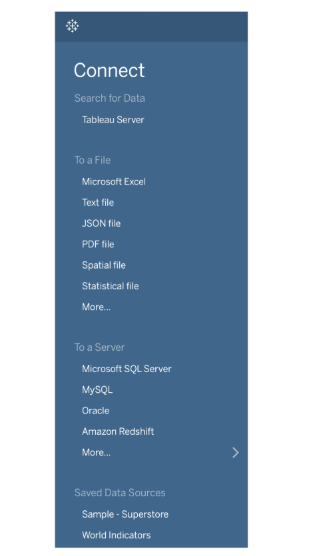 Connect
Search for Data
Tableau Server
To a File
Microsoft Excel
Text file
JSON file
PDF file
Spatial file
Statistical file
More...
To a Server
Microsoft SQL Server
MySQL
Oracle
Amazon Redshift
More...
Saved Data Sources
Sample - Superstore
World Indicators